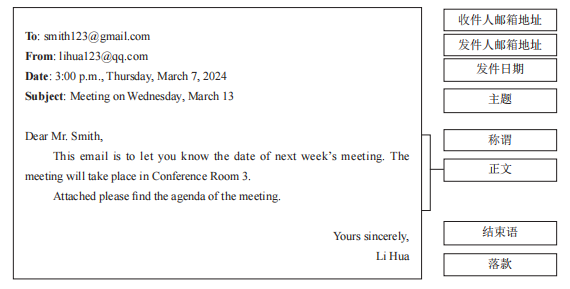 To: smith123@gmail.com
收件人邮箱地址
From: lihua123@qq.com
发件人邮箱地址
Date: 3:00 p.m., Thursday, March 7, 2024
发件日期
Subject: Meeting on Wednesday, March 13
主题
Dear Mr. Smith,
称谓
This email is to let you know the date of next week’s meeting. The
meeting will take place in Conference Room 3.
正文
Attached please find the agenda of the meeting.
Yours sincerely,
结束语
Li Hua
落款